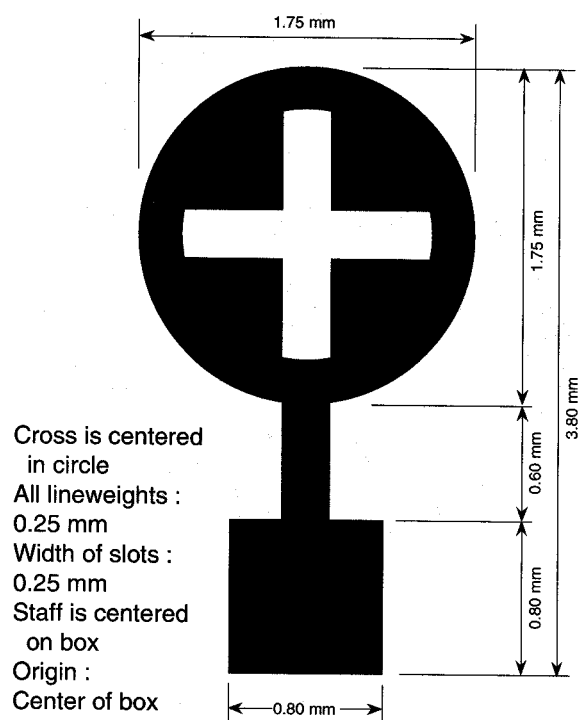 1.75 mm
1.75 mm
3.80 mm
0.60 mm
0.80 mm
Cross is centered
in circle
All lineweights :
0.25 mm
Width of slots :
0.25 mm
Staff is centered
on box
Origin :
Center of box
0.80 mm